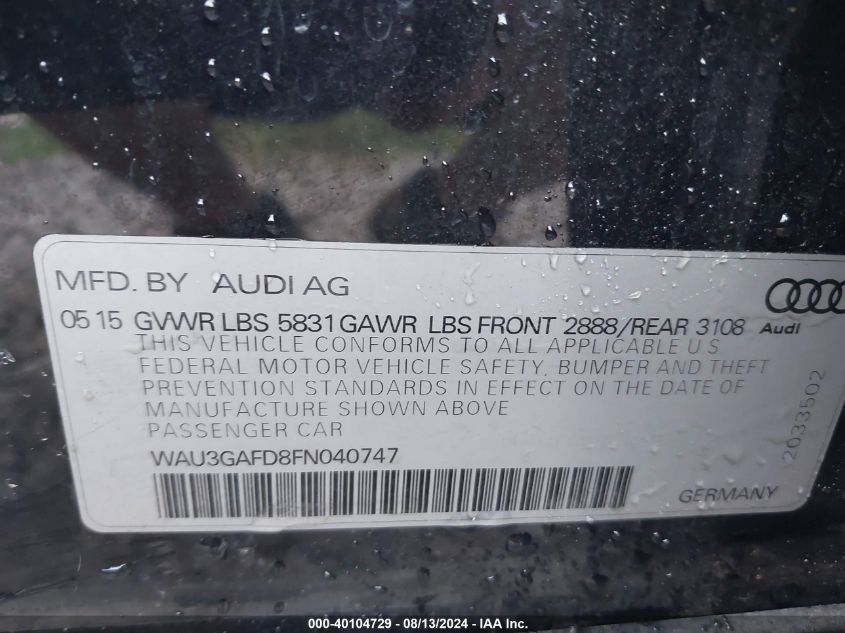 MFD. BY AUDI AG
05 15 GVWR LBS 5831 GAWR LBS FRONT 2888/REAR 3108 Audi
THIS VEHICLE CONFORMS TO ALL APPLICABLE U.S
FEDERAL MOTOR VEHICLE SAFETY, BUMPER AND THEFT
PREVENTION STANDARDS IN EFFECT ON THE DATE OF
MANUFACTURE SHOWN ABOVE
PASSENGER CAR
WAU3GAFD8FN040747
2033502
GERMANY
000-40104729 - 08/13/2024 - IAA Inc.